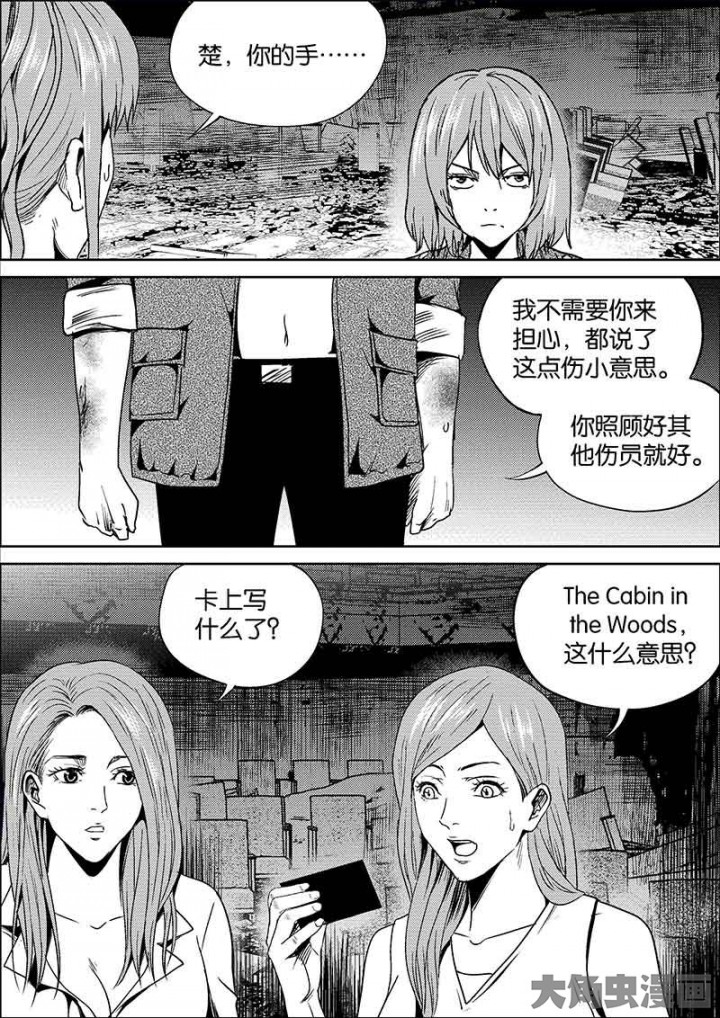 楚，你的手……
我不需要你来
担心，都说了
这点伤小意思。
你照顾好其
他伤员就好。
卡上写
什么了？
The Cabin in
the Woods，
这什么意思？
大角虫漫画